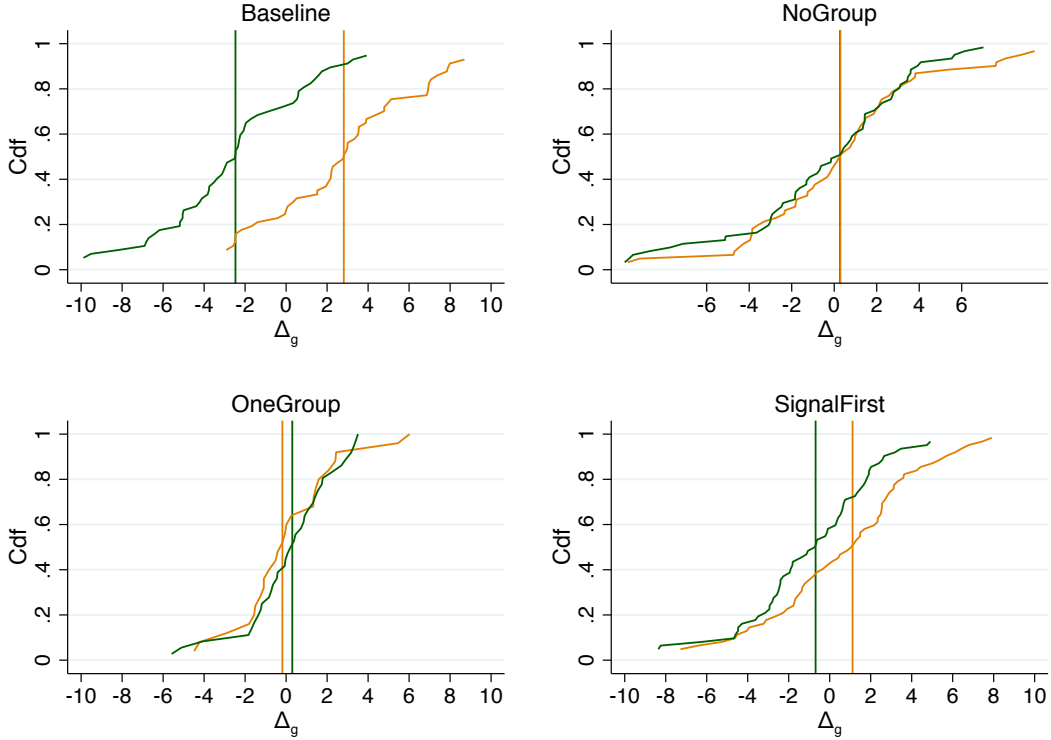 Baseline
Cdf
1
.8
.6
.4
.2
0
-10 -8 -6 -4 -2 0 2 4 6 8 10
Δg
NoGroup
Cdf
1
.8
.6
.4
.2
0
-6 -4 -2 0 2 4 6
Δg
OneGroup
Cdf
1
.8
.6
.4
.2
0
-10 -8 -6 -4 -2 0 2 4 6 8 10
Δg
SignalFirst
Cdf
1
.8
.6
.4
.2
0
-10 -8 -6 -4 -2 0 2 4 6 8 10
Δg